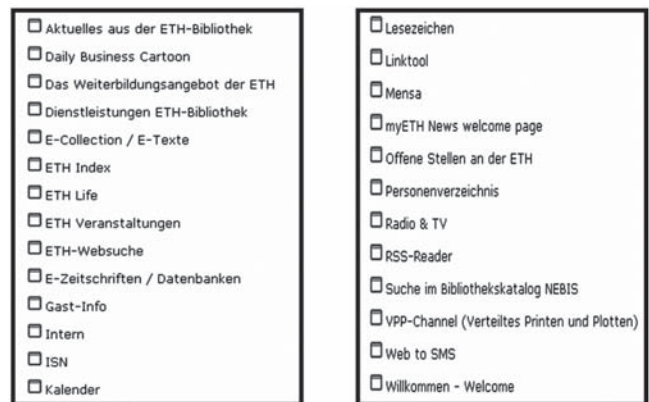 Aktuelles aus der ETH-Bibliothek
Daily Business Cartoon
Das Weiterbildungsangebot der ETH
Dienstleistungen ETH-Bibliothek
E-Collection / E-Texte
ETH Index
ETH Life
ETH Veranstaltungen
ETH-Websuche
E-Zeitschriften / Datenbanken
Gast-Info
Intern
ISN
Kalender
Lesezeichen
Linktool
Mensa
myETH News welcome page
Offene Stellen an der ETH
Personenverzeichnis
Radio & TV
RSS-Reader
Suche im Bibliothekskatalog NEBIS
VPP-Channel (Verteiltes Printen und Plotten)
Web to SMS
Willkommen - Welcome